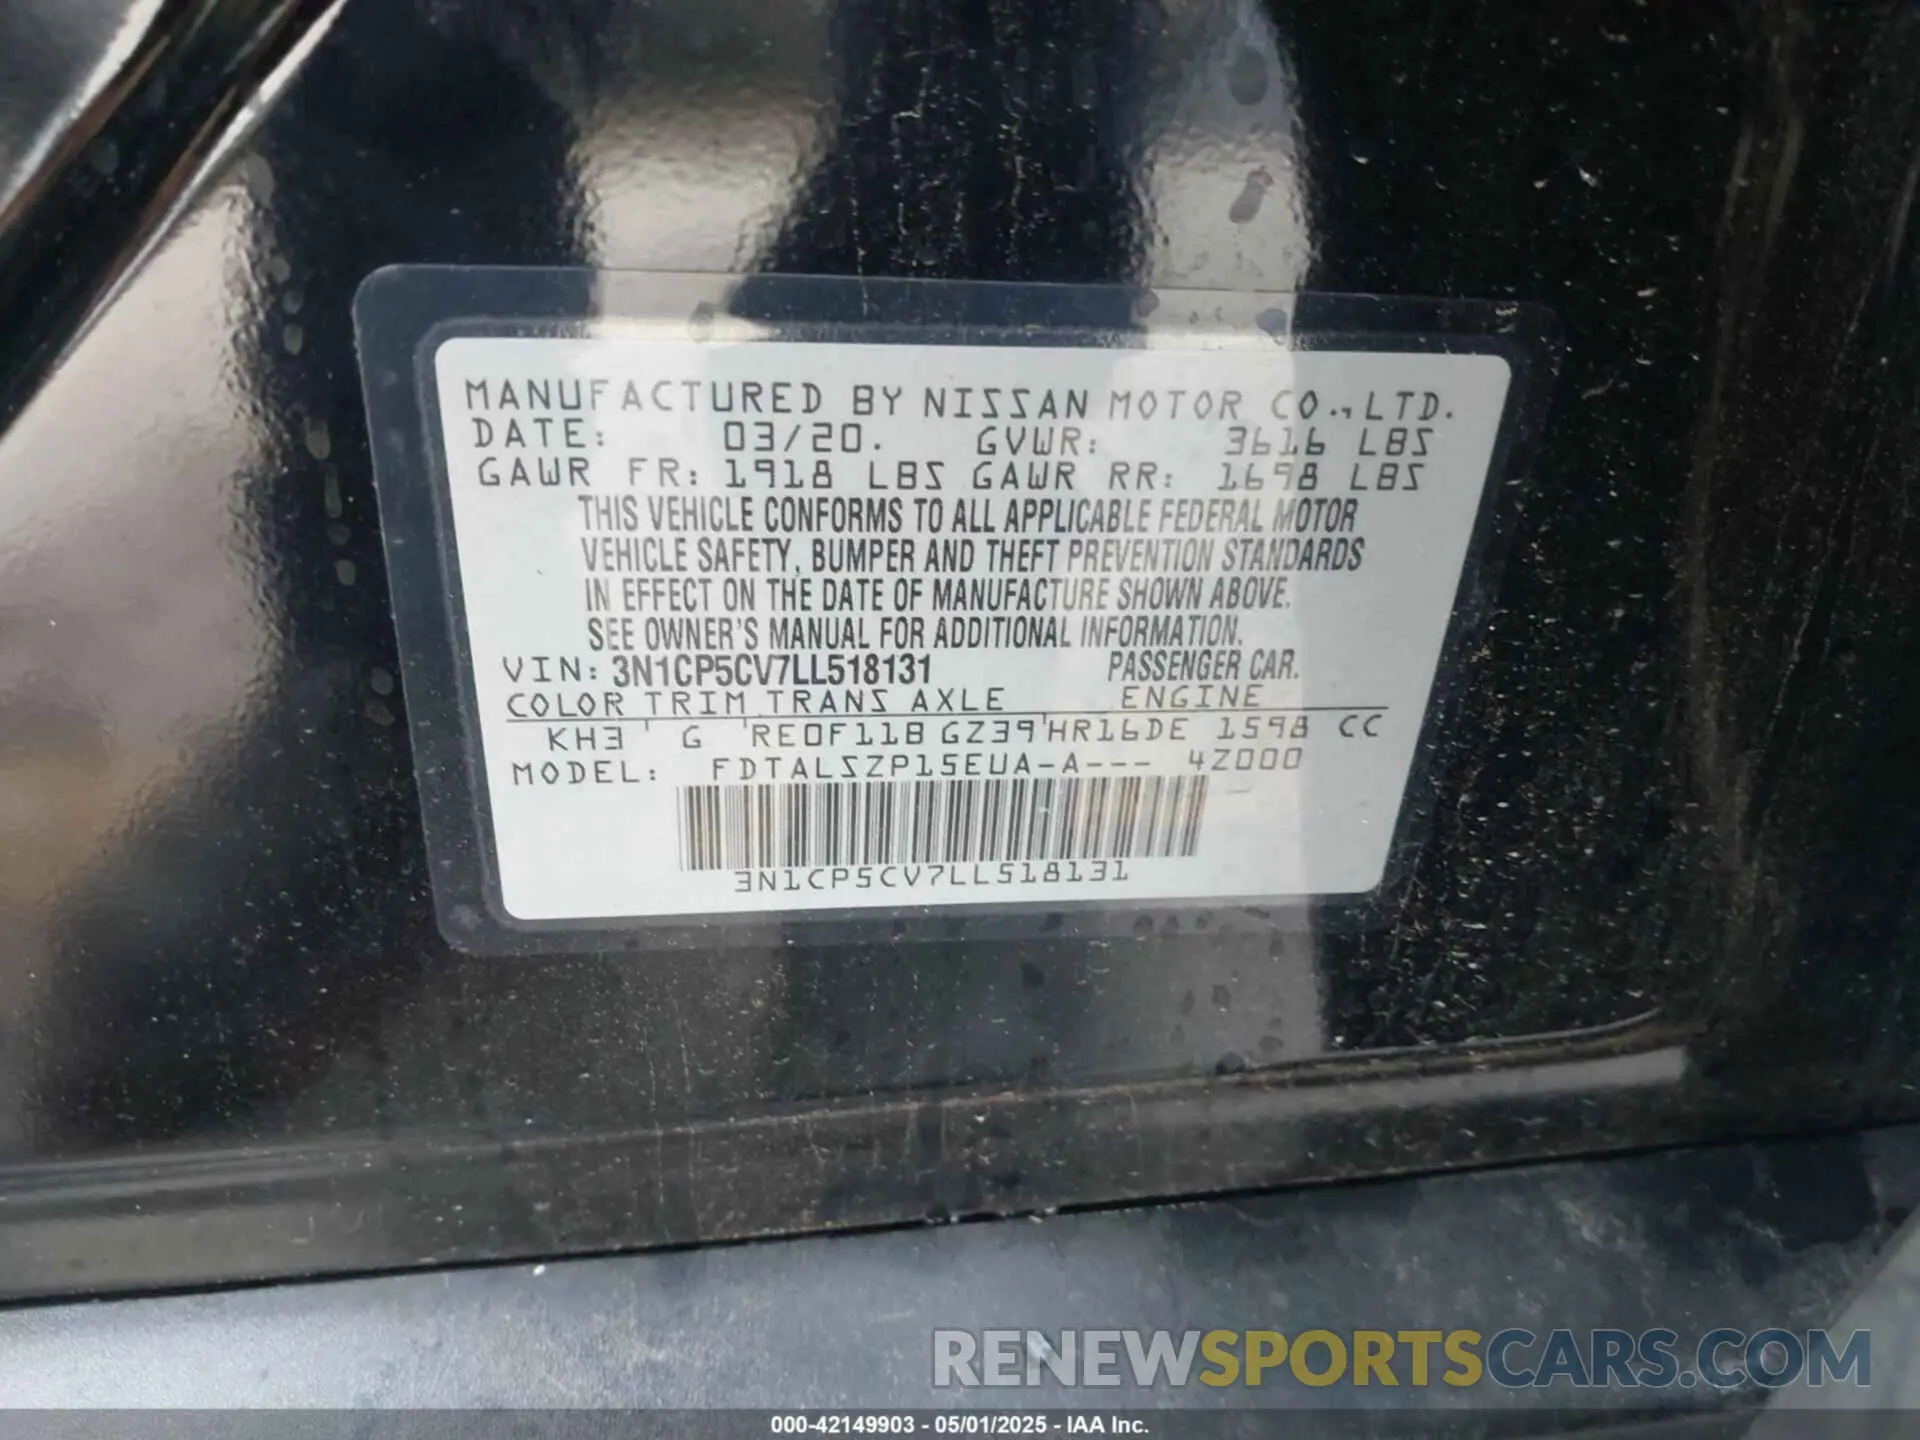 MANUFACTURED BY NISSAN MOTOR CO.,LTD.
DATE: 03/20. GVWR: 3616 LBS
GAWR FR: 1918 LBS GAWR RR: 1698 LBS
THIS VEHICLE CONFORMS TO ALL APPLICABLE FEDERAL MOTOR
VEHICLE SAFETY, BUMPER AND THEFT PREVENTION STANDARDS
IN EFFECT ON THE DATE OF MANUFACTURE SHOWN ABOVE.
SEE OWNER'S MANUAL FOR ADDITIONAL INFORMATION.
VIN: 3N1CP5CV7LL518131 PASSENGER CAR.
COLOR TRIM TRANS AXLE ENGINE
KH3 ' G 'RE0F11B GZ39'HR16DE 1598 CC
MODEL: FDTALSZP15EUA-A--- 4Z000
3N1CP5CV7LL518131
RENEWSPORTSCARS.COM
000-42149903 - 05/01/2025 - IAA Inc.